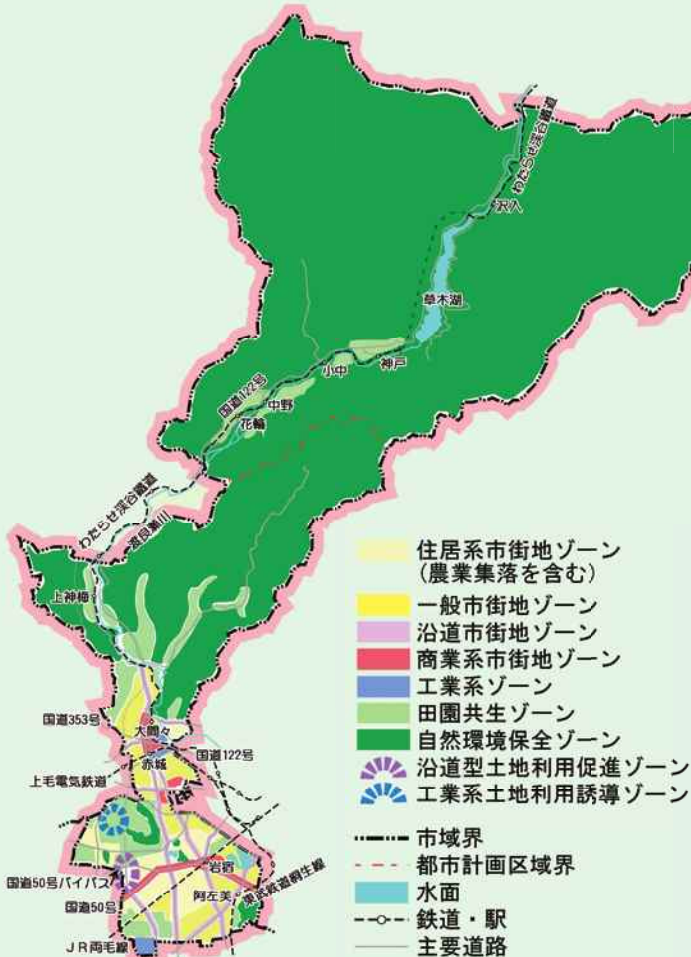 わたらせ渓谷鐵道
沢入
草木湖
神戸
小中
国道122号
中野
花輪
わたらせ渓谷鐵道
渡良瀬川
上神梅
国道353号
大間々
国道122号
赤城
上毛電気鉄道
岩宿
国道50号バイパス
阿左美
東武鉄道桐生線
国道50号
JR両毛線
住居系市街地ゾーン
(農業集落を含む)
一般市街地ゾーン
沿道市街地ゾーン
商業系市街地ゾーン
工業系ゾーン
田園共生ゾーン
自然環境保全ゾーン
沿道型土地利用促進ゾーン
工業系土地利用誘導ゾーン
市域界
都市計画区域界
水面
鉄道・駅
主要道路